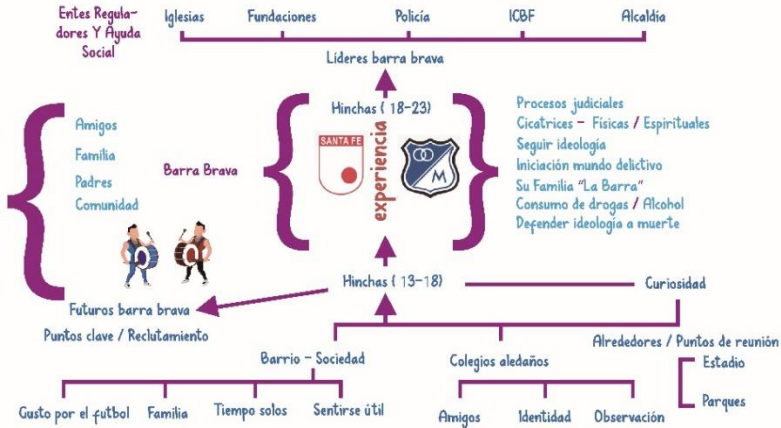 Entes Regula-
dores Y Ayuda
Social
Iglesias
Fundaciones
Policía
ICBF
Alcaldía
Líderes barra brava
Hinchas ( 18-23)
Amigos
Familia
Padres
Comunidad
Barra Brava
SANTA FE
experiencia
M
Procesos judiciales
Cicatrices - Físicas / Espirituales
Seguir ideología
Iniciación mundo delictivo
Su Familia "La Barra"
Consumo de drogas / Alcohol
Defender ideología a muerte
Hinchas ( 13-18)
Curiosidad
Futuros barra brava
Puntos clave / Reclutamiento
Barrio - Sociedad
Colegios aledaños
Alrededores / Puntos de reunión
Estadio
Parques
Gusto por el futbol
Familia
Tiempo solos
Sentirse útil
Amigos
Identidad
Observación